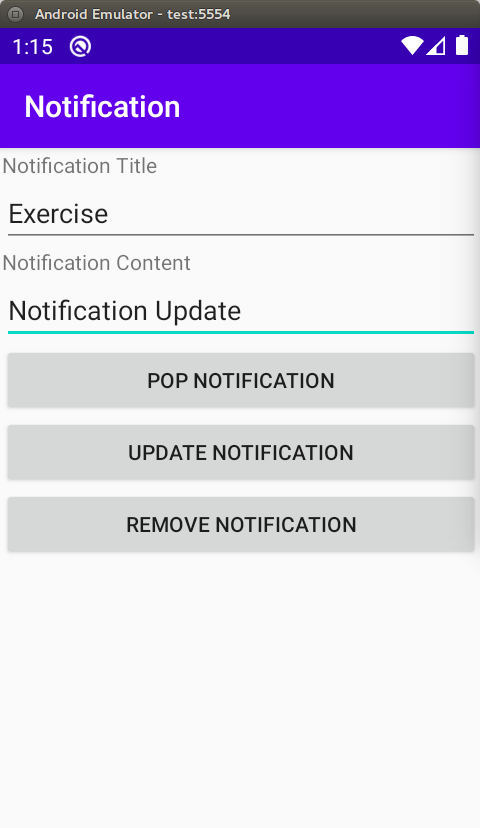 Android Emulator - test:5554
1:15
Notification
Notification Title
Exercise
Notification Content
Notification Update
POP NOTIFICATION
UPDATE NOTIFICATION
REMOVE NOTIFICATION